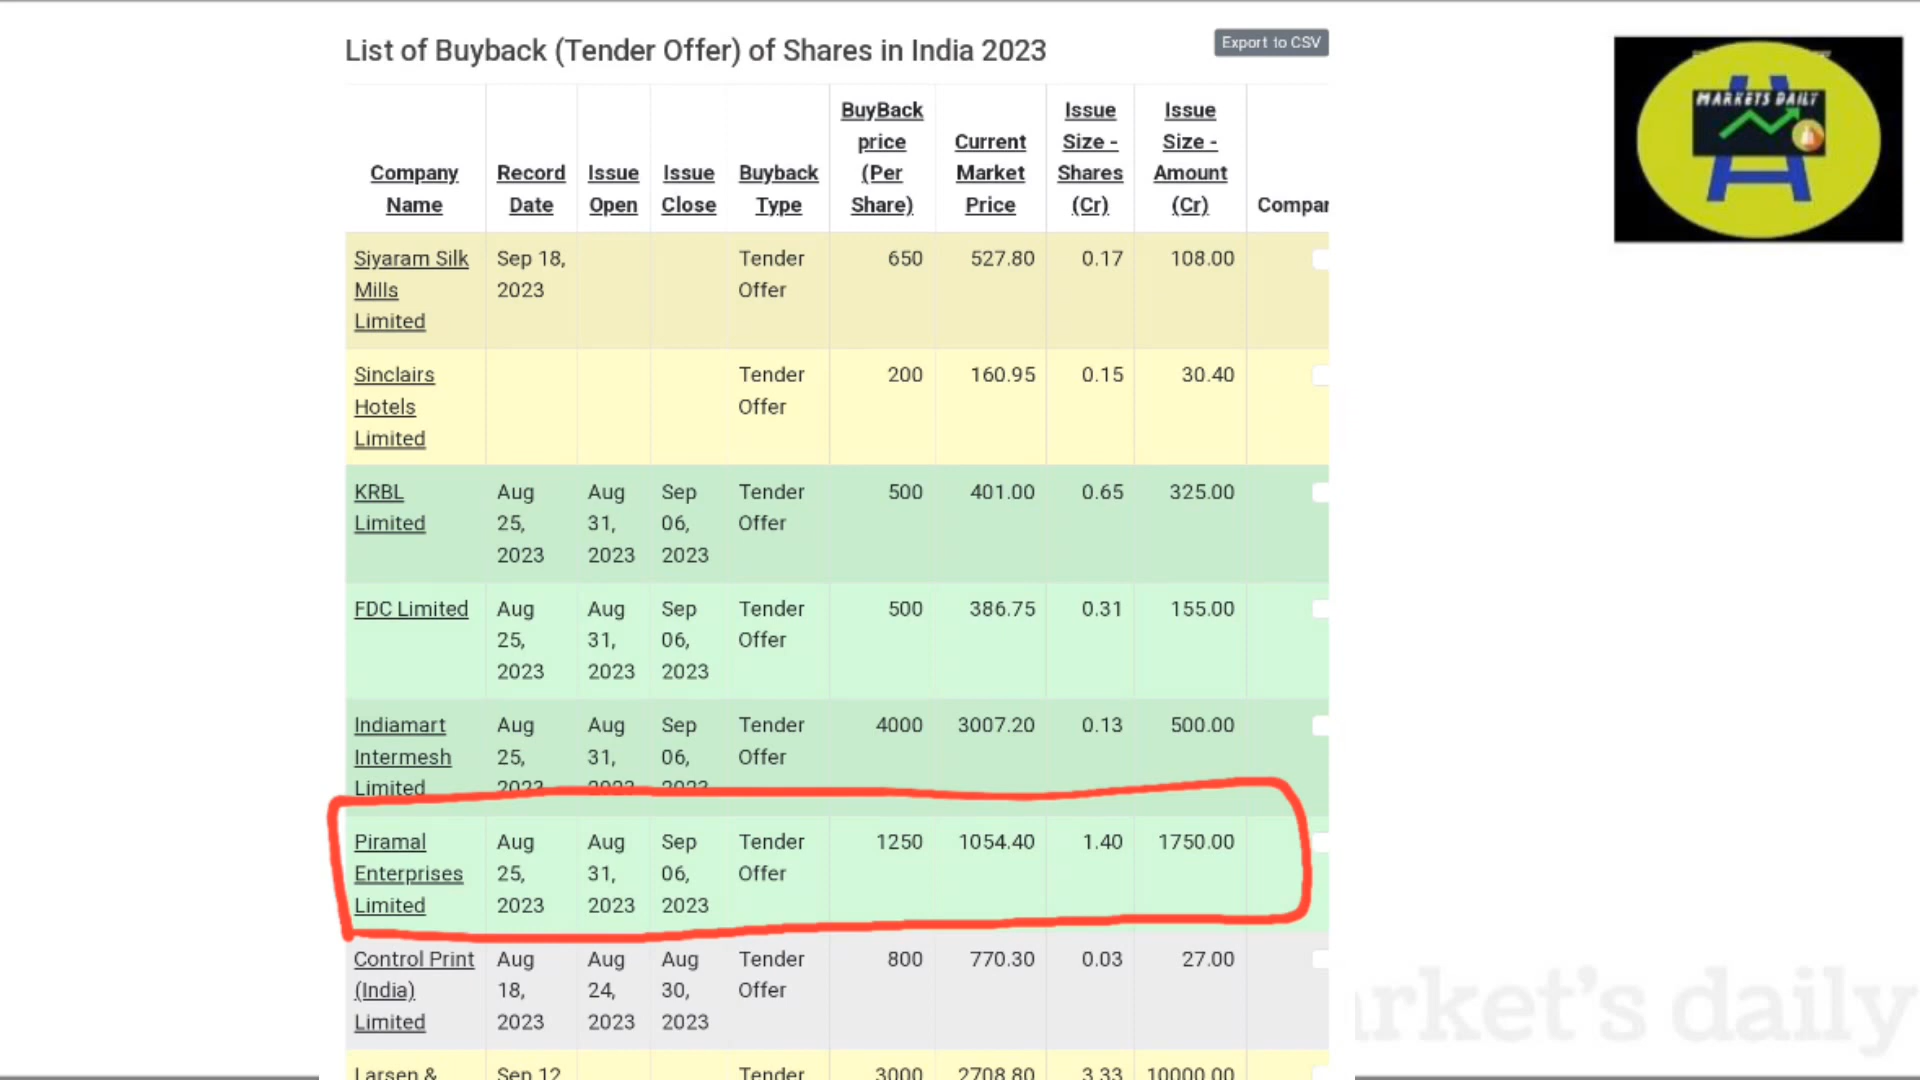 List of Buyback (Tender Offer) of Shares in India 2023
Export to CSV
MARKETS DAILY
Company Name Record Date Issue Open Issue Close Buyback Type BuyBack price (Per Share) Current Market Price Issue Size - Shares (Cr) Issue Size - Amount (Cr) Compar
Siyaram Silk Mills Limited Sep 18, 2023 Tender Offer 650 527.80 0.17 108.00
Sinclairs Hotels Limited Tender Offer 200 160.95 0.15 30.40
KRBL Limited Aug 25, 2023 Aug 31, 2023 Sep 06, 2023 Tender Offer 500 401.00 0.65 325.00
FDC Limited Aug 25, 2023 Aug 31, 2023 Sep 06, 2023 Tender Offer 500 386.75 0.31 155.00
Indiamart Intermesh Limited Aug 25, 2023 Aug 31, 2023 Sep 06, 2023 Tender Offer 4000 3007.20 0.13 500.00
Piramal Enterprises Limited Aug 25, 2023 Aug 31, 2023 Sep 06, 2023 Tender Offer 1250 1054.40 1.40 1750.00
Control Print (India) Limited Aug 18, 2023 Aug 24, 2023 Aug 30, 2023 Tender Offer 800 770.30 0.03 27.00
Larsen & Sep 12 Tender 3000 2708.80 3.33 10000.00
rket's daily